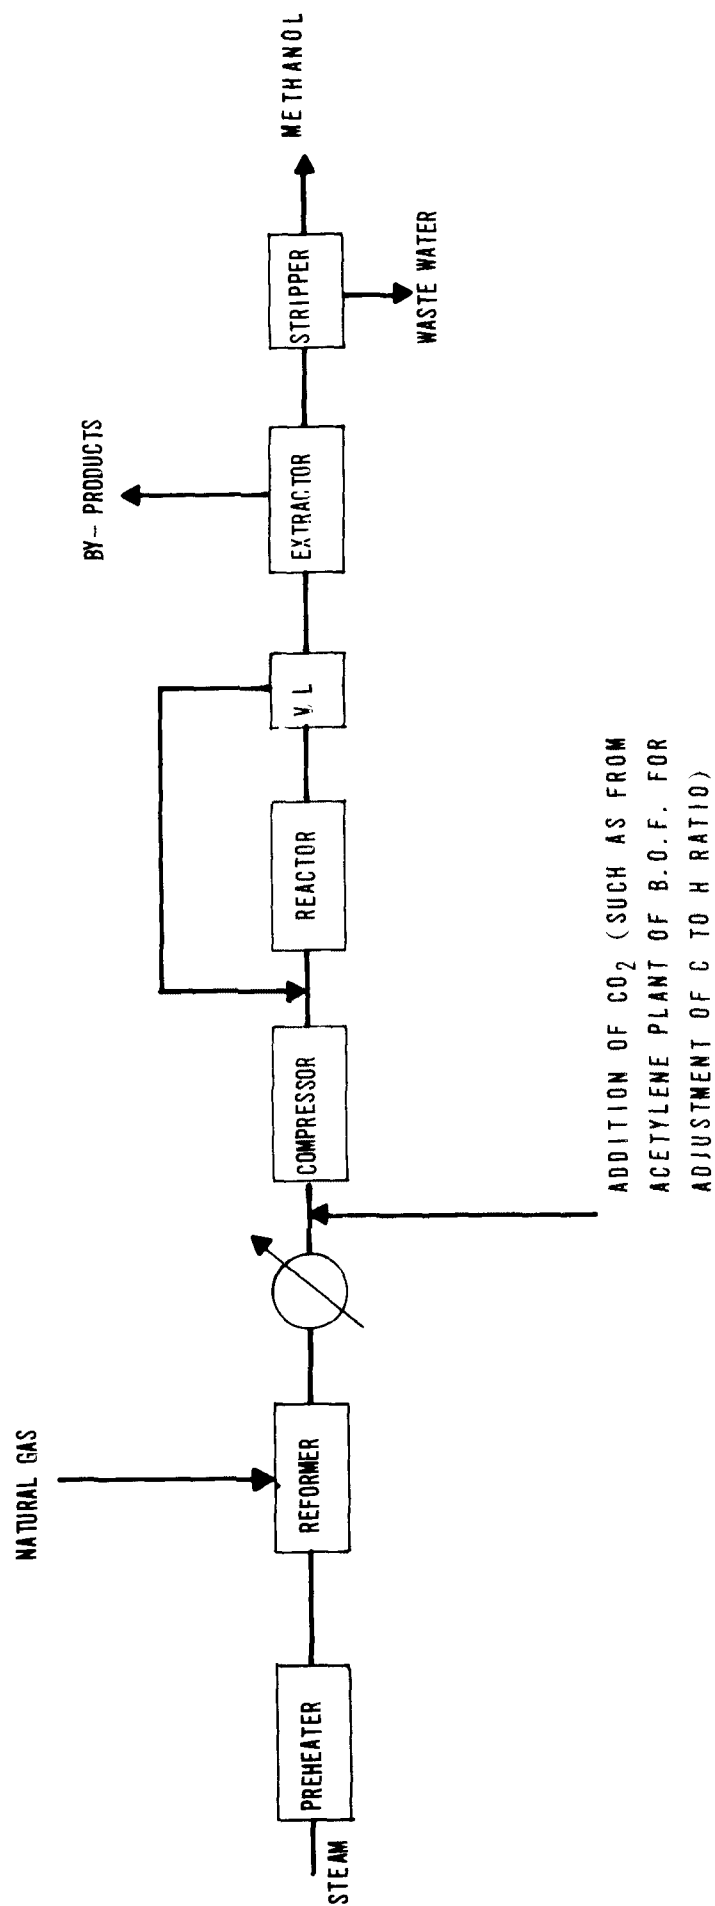 STEAM
PREHEATER
NATURAL GAS
REFORMER
ADDITION OF CO2 (SUCH AS FROM
ACETYLENE PLANT OF B.O.F. FOR
ADJUSTMENT OF C TO H RATIO)
COMPRESSOR
REACTOR
V L
BY- PRODUCTS
EXTRACTOR
STRIPPER
WASTE WATER
METHANOL